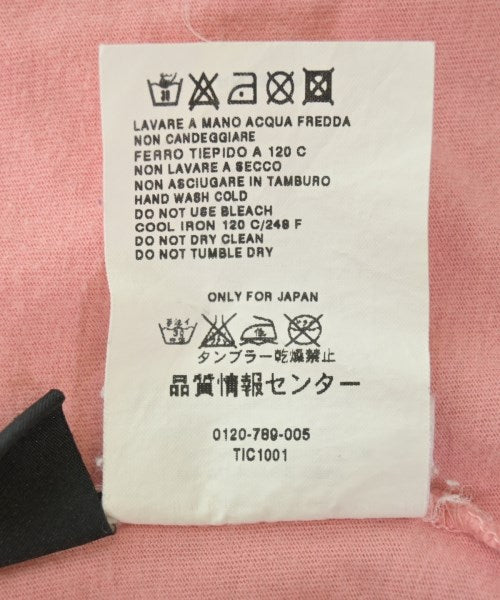 LAVARE A MANO ACQUA FREDDA
NON CANDEGGIARE
FERRO TIEPIDO A 120 C
NON LAVARE A SECCO
NON ASCIUGARE IN TAMBURO
HAND WASH COLD
DO NOT USE BLEACH
COOL IRON 120 C/248 F
DO NOT DRY CLEAN
DO NOT TUMBLE DRY
ONLY FOR JAPAN
タンブラー乾燥禁止
品質情報センター
0120-789-005
TIC1001